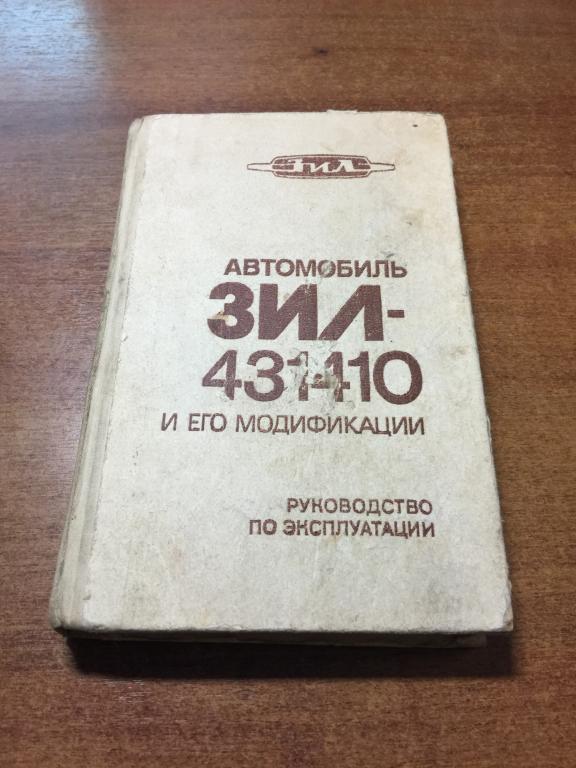 ЗИЛ
АВТОМОБИЛЬ
ЗИЛ-
431410
И ЕГО МОДИФИКАЦИИ
РУКОВОДСТВО
ПО ЭКСПЛУАТАЦИИ